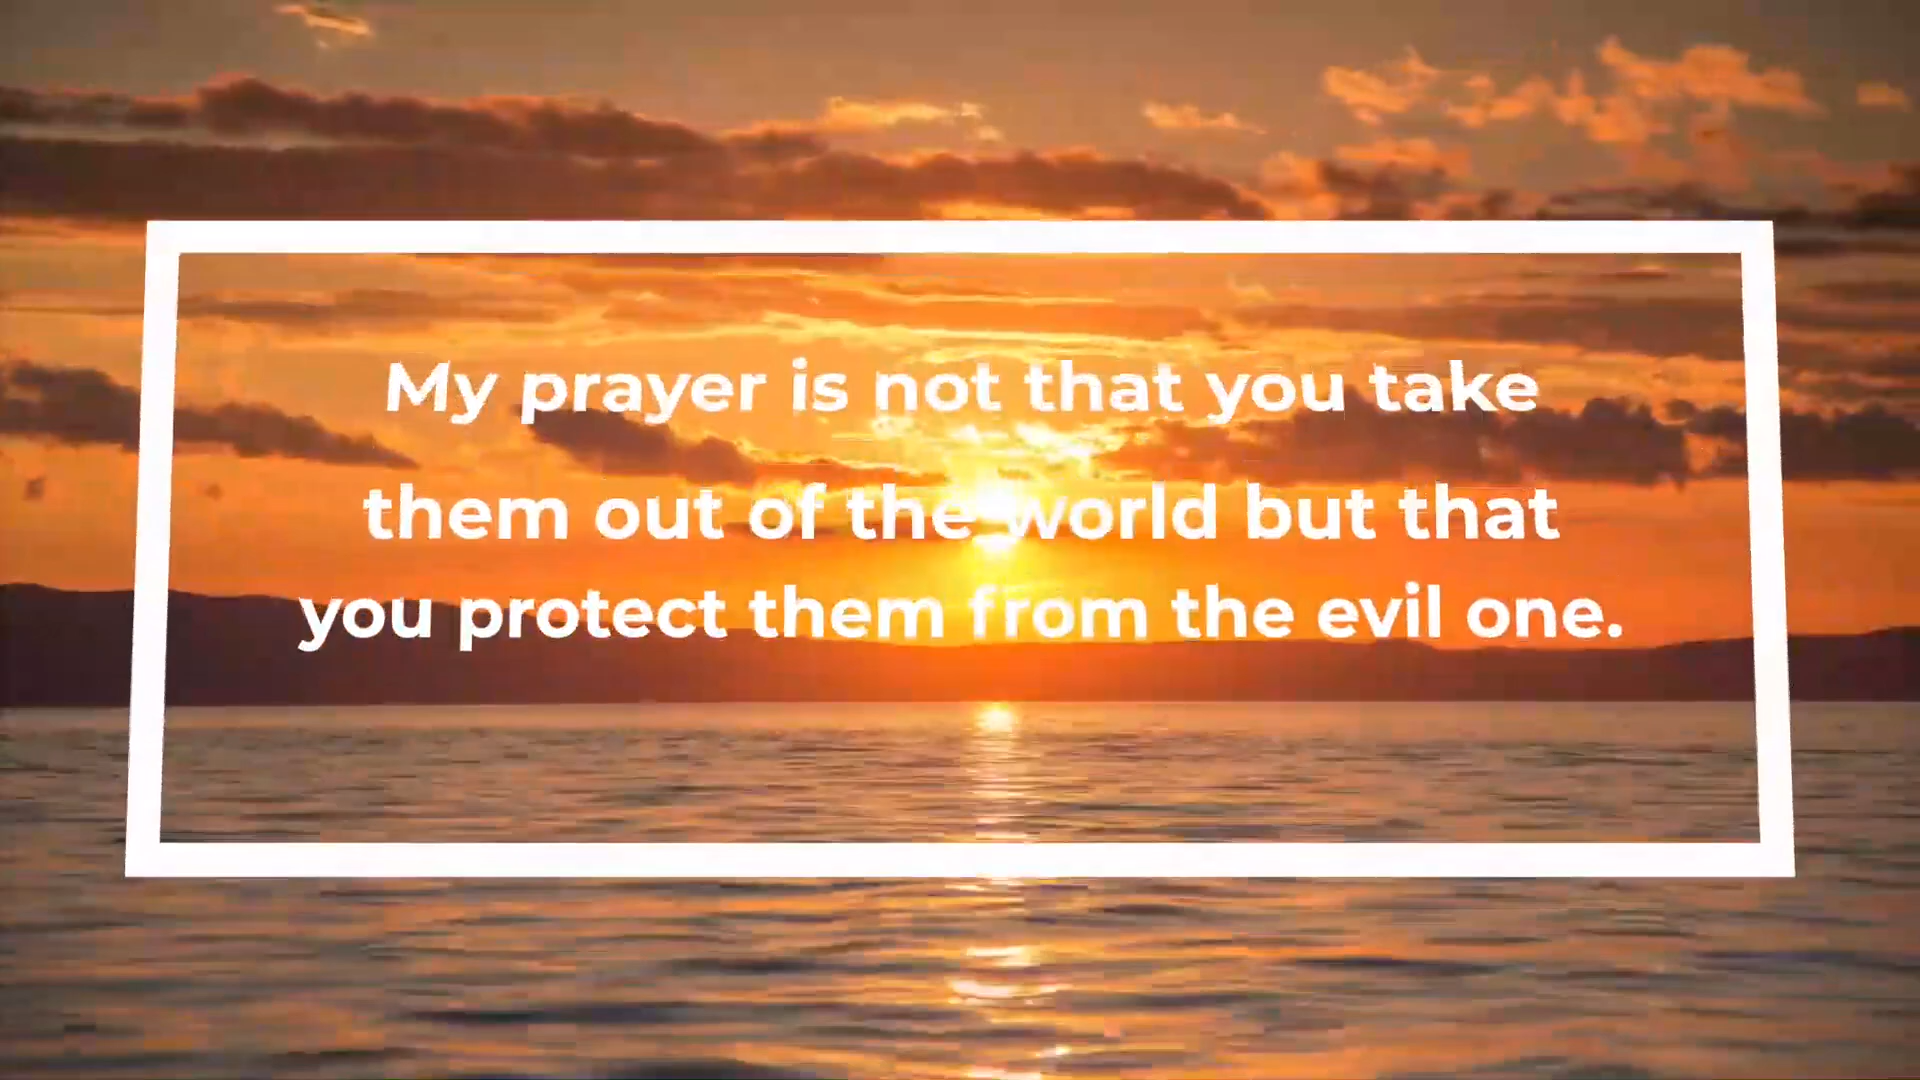 My prayer is not that you take
them out of the world but that
you protect them from the evil one.